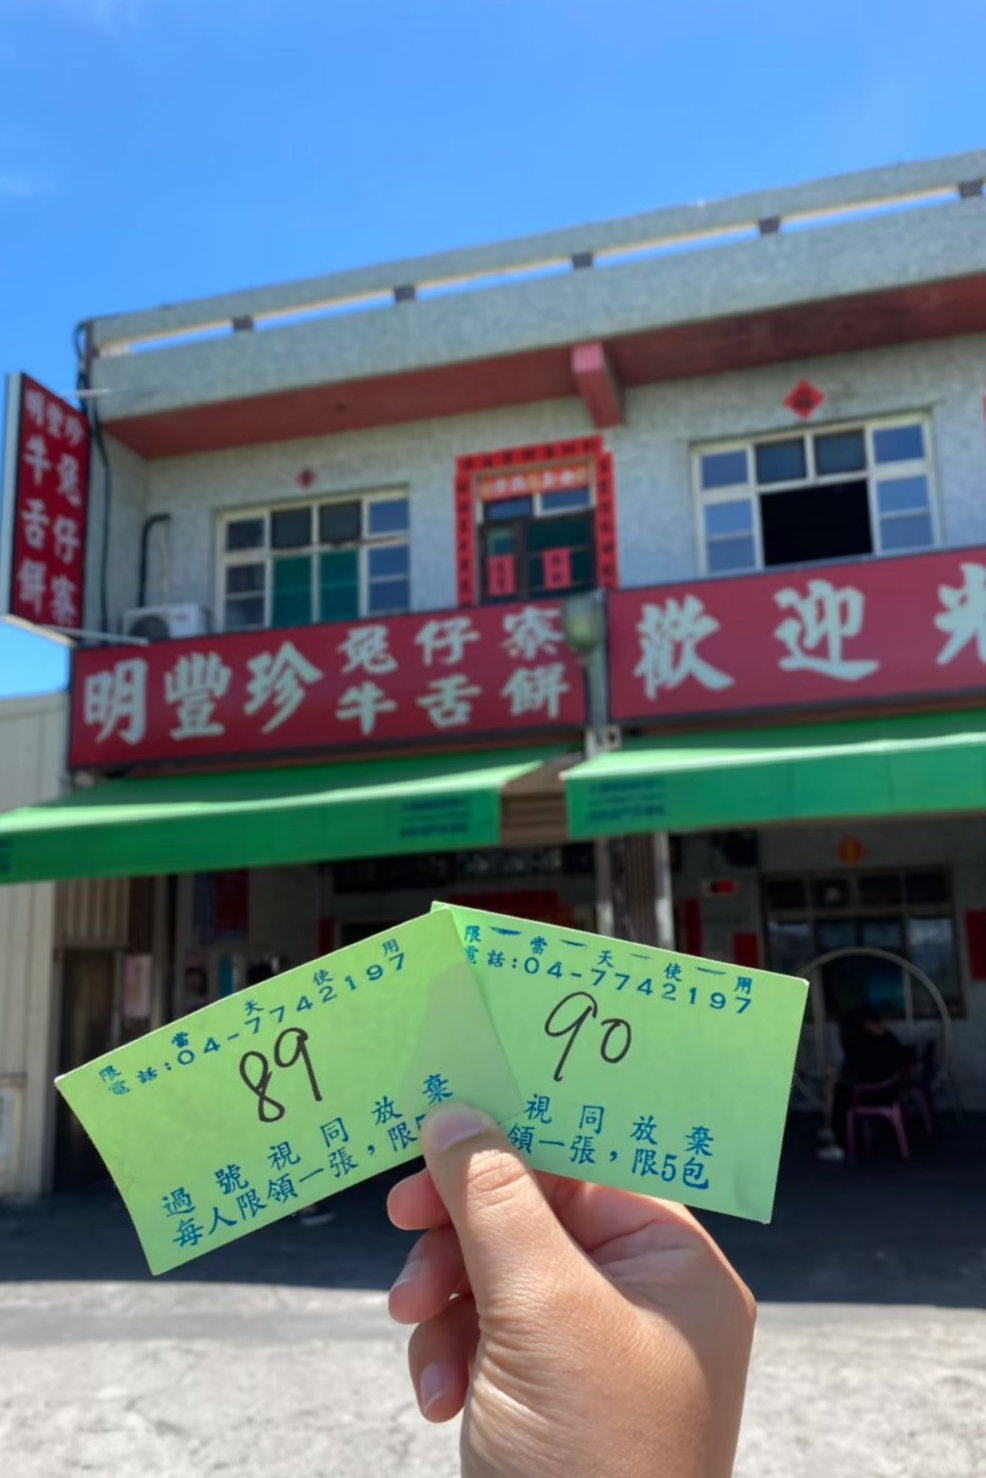 明豐珍
牛舌餅
兔仔寮
明豐珍
兔仔寮
牛舌餅
歡迎光
限當天使用
電話:04-7742197
89
過號視同放棄
每人限領一張,限
限當天使用
電話:04-7742197
90
視同放棄
領一張,限5包